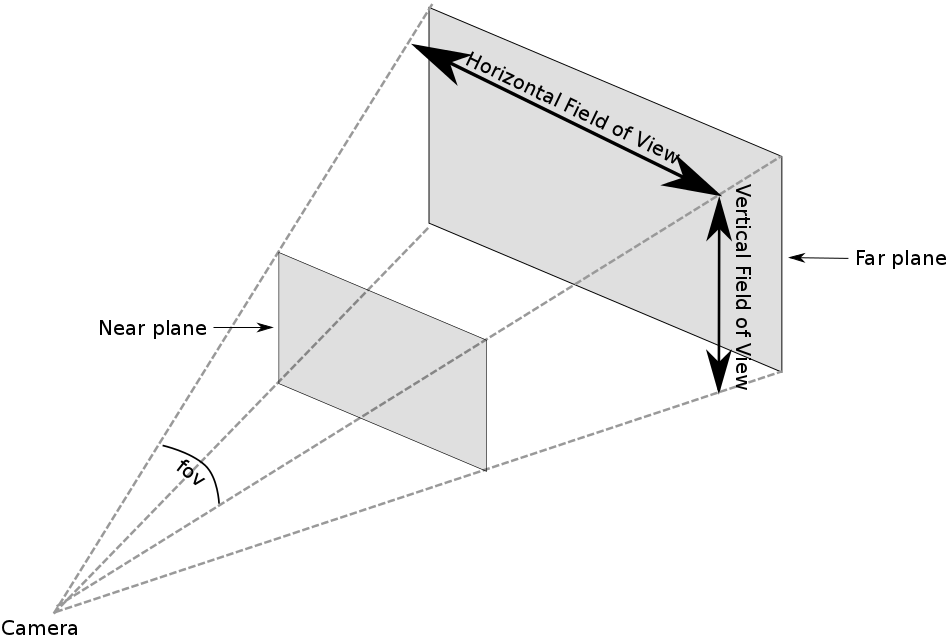 Horizontal Field of View
Vertical Field of View
Far plane
Near plane
fov
Camera